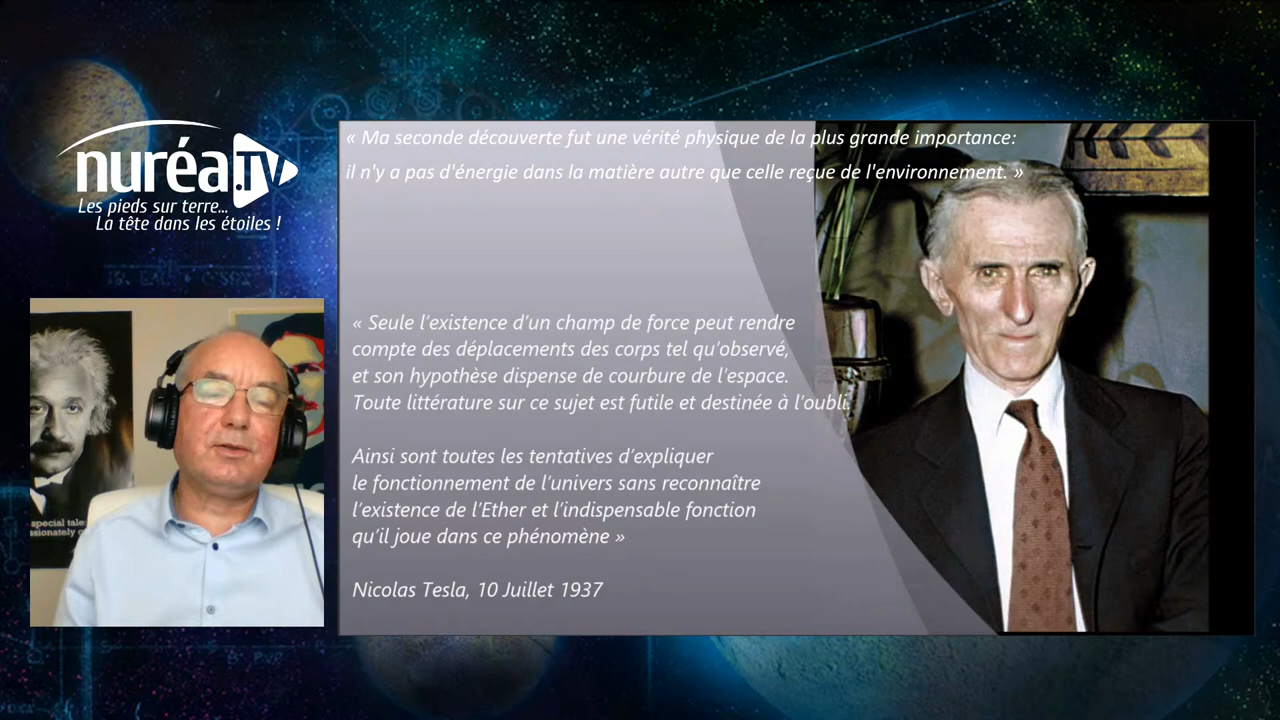 nuréa.TV
Les pieds sur terre...
La tête dans les étoiles !
« Ma seconde découverte fut une vérité physique de la plus grande importance:
il n'y a pas d'énergie dans la matière autre que celle reçue de l'environnement. »
« Seule l'existence d'un champ de force peut rendre
compte des déplacements des corps tel qu'observé,
et son hypothèse dispense de courbure de l'espace.
Toute littérature sur ce sujet est futile et destinée à l'oubli.
Ainsi sont toutes les tentatives d'expliquer
le fonctionnement de l'univers sans reconnaître
l'existence de l'Ether et l'indispensable fonction
qu'il joue dans ce phénomène »
Nicolas Tesla, 10 Juillet 1937
special tale